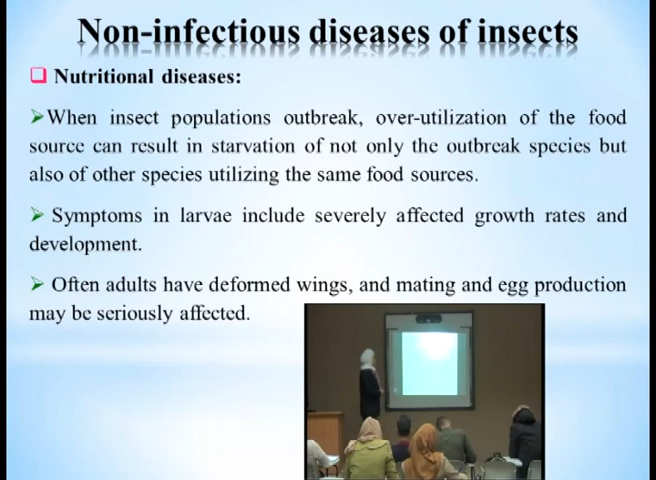 Non-infectious diseases of insects
❑ Nutritional diseases:
➢When insect populations outbreak, over-utilization of the food
source can result in starvation of not only the outbreak species but
also of other species utilizing the same food sources.
➢ Symptoms in larvae include severely affected growth rates and
development.
➢ Often adults have deformed wings, and mating and egg production
may be seriously affected.